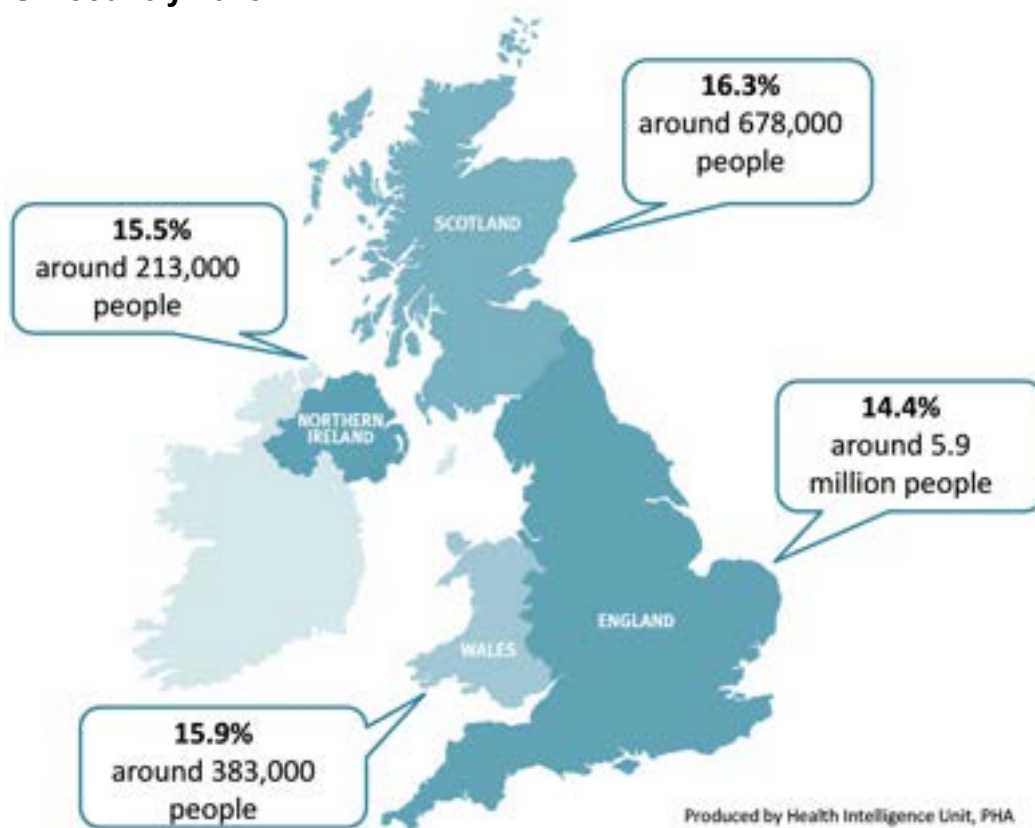 16.3%
around 678,000
people
SCOTLAND
15.5%
around 213,000
people
NORTHERN
IRELAND
14.4%
around 5.9
million people
ENGLAND
WALES
15.9%
around 383,000
people
Produced by Health Intelligence Unit, PHA